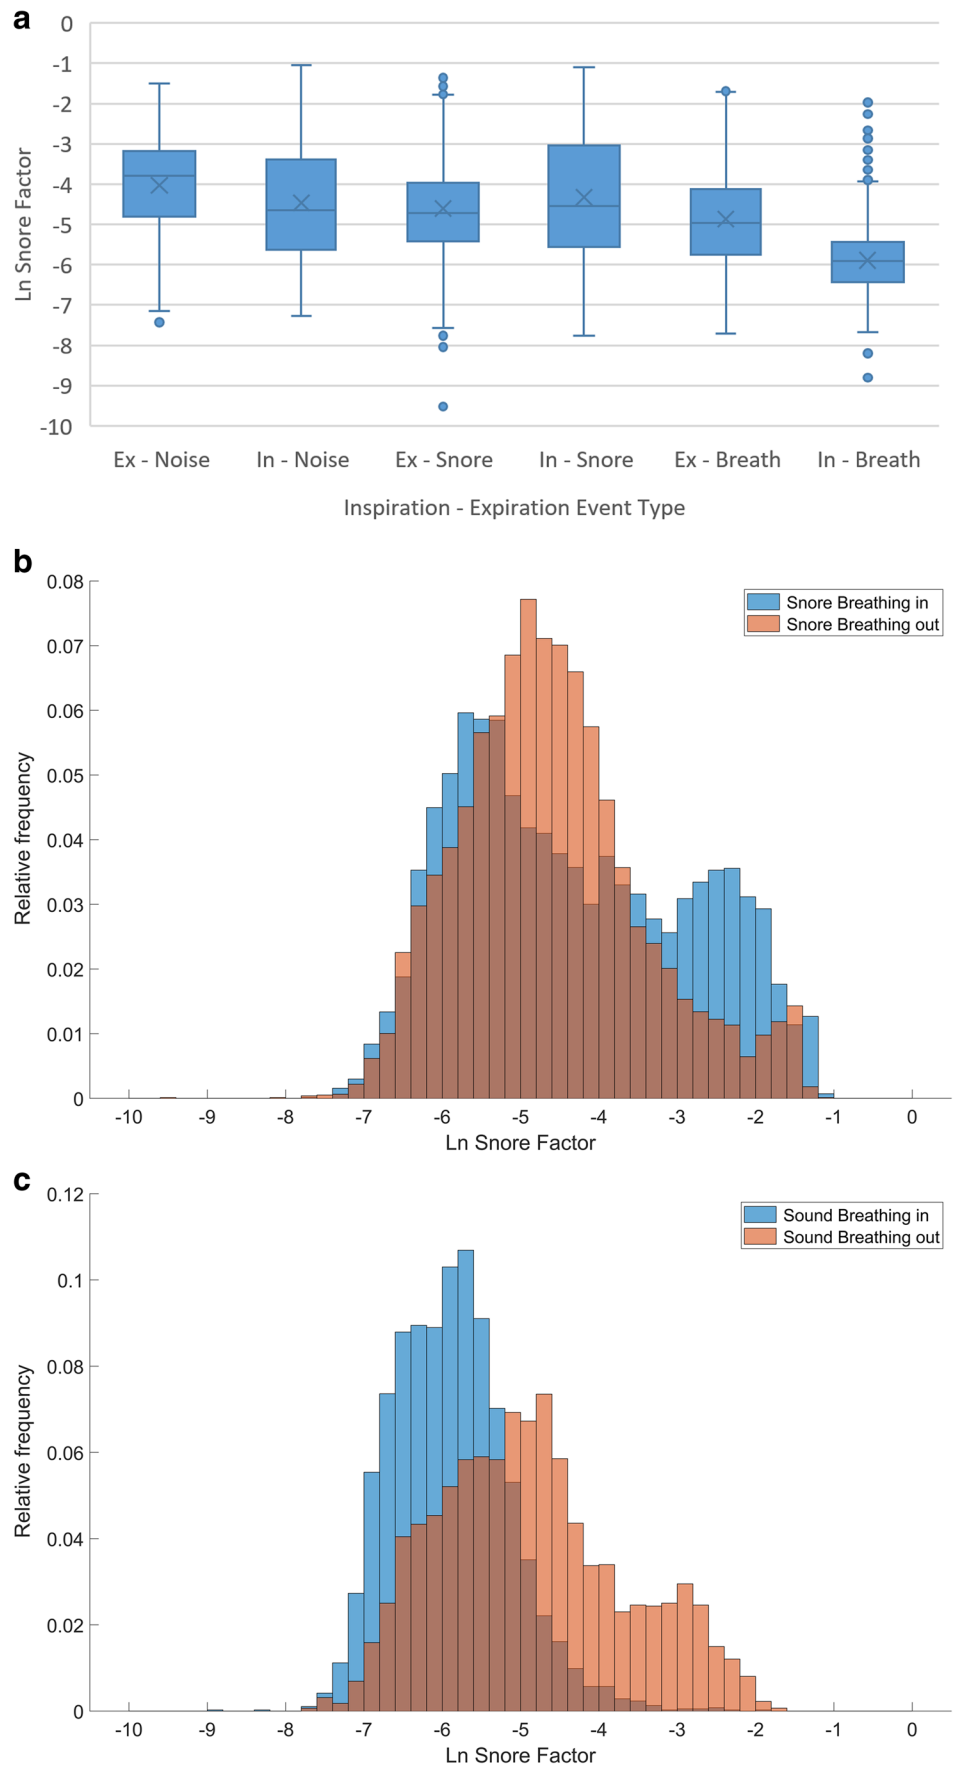 a
0
-1
-2
-3
-4
-5
-6
-7
-8
-9
-10
Ln Snore Factor
Ex - Noise In - Noise Ex - Snore In - Snore Ex - Breath In - Breath
Inspiration - Expiration Event Type
b
0.08
0.07
0.06
0.05
0.04
0.03
0.02
0.01
0
Relative frequency
Snore Breathing in
Snore Breathing out
-10 -9 -8 -7 -6 -5 -4 -3 -2 -1 0
Ln Snore Factor
c
0.12
0.1
0.08
0.06
0.04
0.02
0
Relative frequency
Sound Breathing in
Sound Breathing out
-10 -9 -8 -7 -6 -5 -4 -3 -2 -1 0
Ln Snore Factor